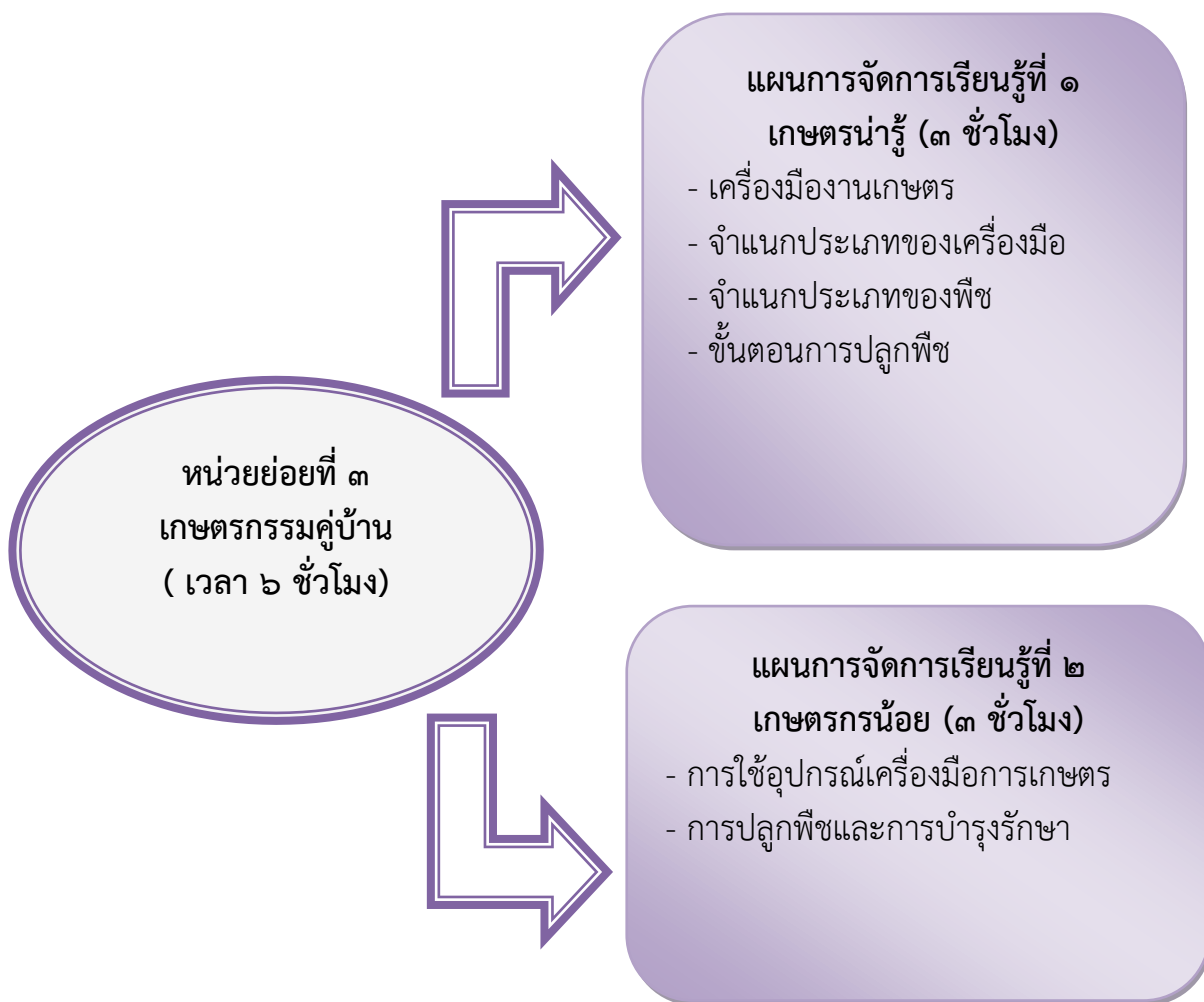 แผนการจัดการเรียนรู้ที่ ๑
เกษตรน่ารู้ (๓ ชั่วโมง)
- เครื่องมืองานเกษตร
- จำแนกประเภทของเครื่องมือ
- จำแนกประเภทของพืช
- ขั้นตอนการปลูกพืช
หน่วยย่อยที่ ๓
เกษตรกรรมคู่บ้าน
( เวลา ๖ ชั่วโมง)
แผนการจัดการเรียนรู้ที่ ๒
เกษตรกรน้อย (๓ ชั่วโมง)
- การใช้อุปกรณ์เครื่องมือการเกษตร
- การปลูกพืชและการบำรุงรักษา